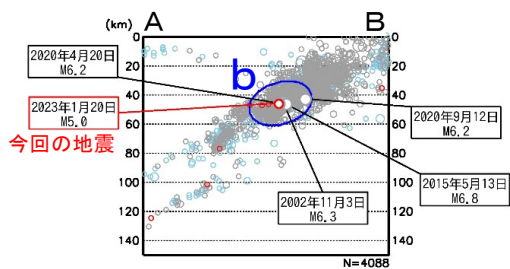 (km) A B
0 0
20 20
40 40
60 60
80 80
100 100
120 120
140 140
2020年4月20日
M6.2
b
2023年1月20日
M5.0
今回の地震
2020年9月12日
M6.2
2015年5月13日
M6.8
2002年11月3日
M6.3
N=4088